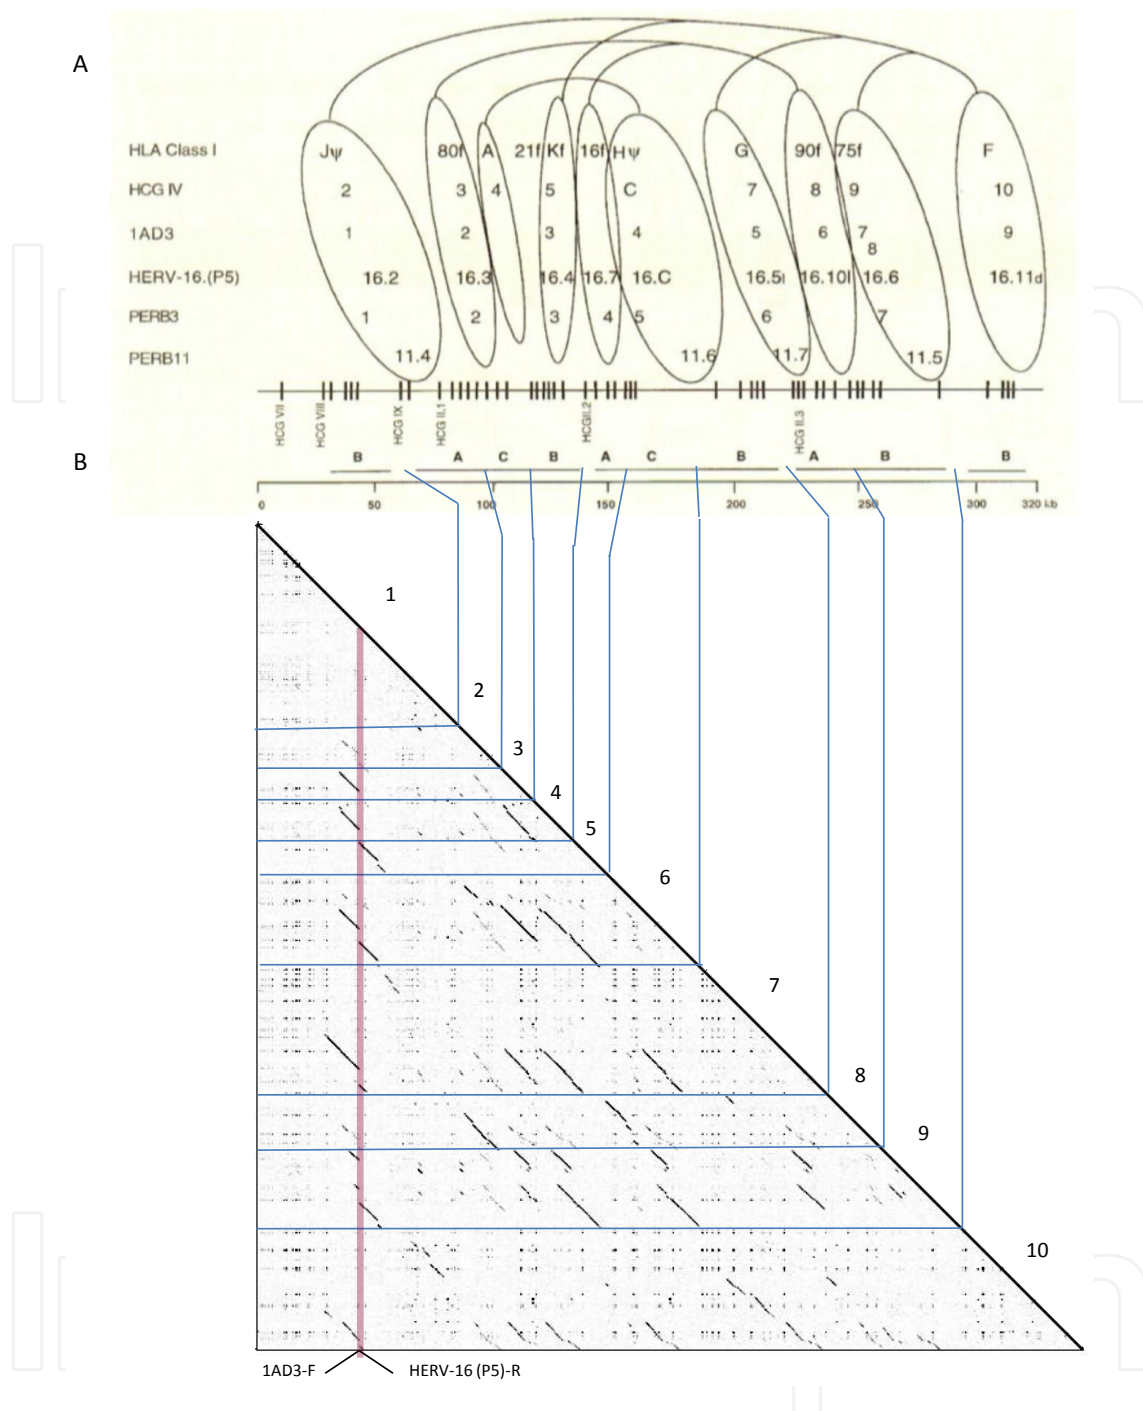 A
HLA Class I Jψ 80f A 21f Kf 16f Hψ G 90f 75f F
HCG IV 2 3 4 5 C 7 8 9 10
1AD3 1 2 3 4 5 6 7 8 9
HERV-16.(P5) 16.2 16.3 16.4 16.7 16.C 16.5l 16.10l 16.6 16.11d
PERB3 1 2 3 4 5 6 7
PERB11 11.4 11.6 11.7 11.5
HCG VII HCG VIII HCG IX HCG II.1 HCGII.2 HCG II.3
B
B A C B A C B A B B
0 50 100 150 200 250 300 320 kb
1
2
3
4
5
6
7
8
9
10
1AD3-F HERV-16 (P5)-R